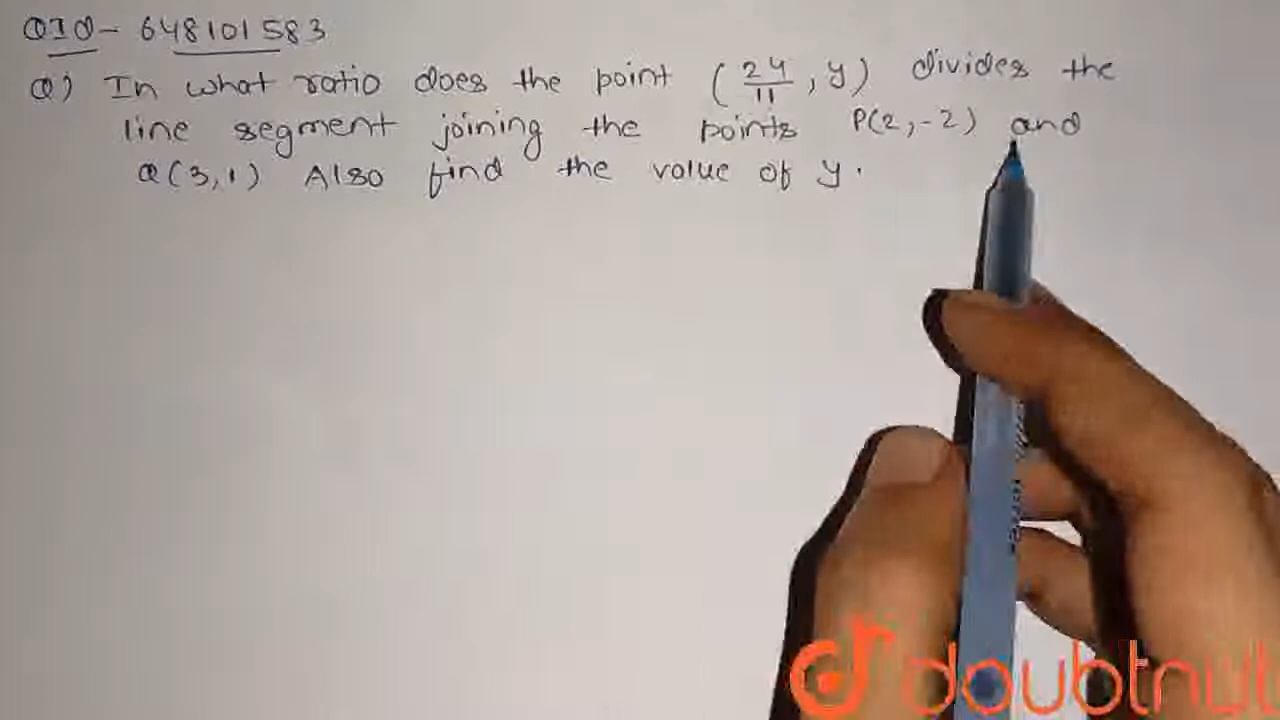 QID- 648101583
Q) In what ratio does the point (24/11, y) divides the
line segment joining the points P(2,-2) and
Q(3,1) Also find the value of y.
doubtnut